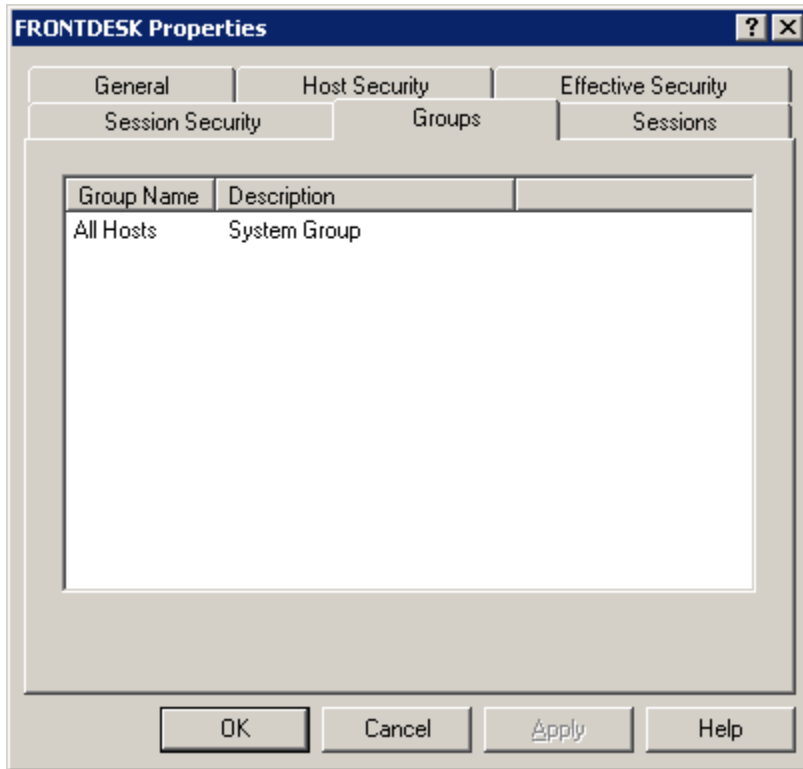 FRONTDESK Properties
General Host Security Effective Security
Session Security Groups Sessions
Group Name Description
All Hosts System Group
OK Cancel Apply Help